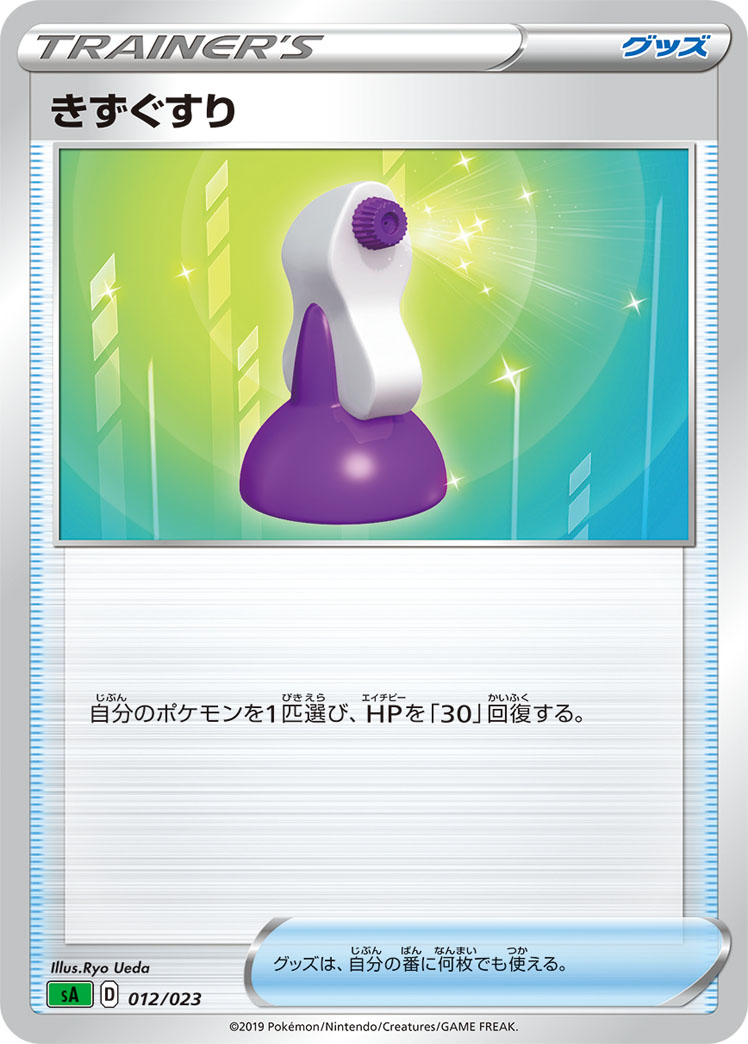 TRAINER'S グッズ
きずぐすり
じぶん びきえら エイチピー かいふく
自分のポケモンを1匹選び、HPを「30」回復する。
じぶん ばん なんまい つか
グッズは、自分の番に何枚でも使える。
Illus.Ryo Ueda
sA D 012/023
©2019 Pokémon/Nintendo/Creatures/GAME FREAK.